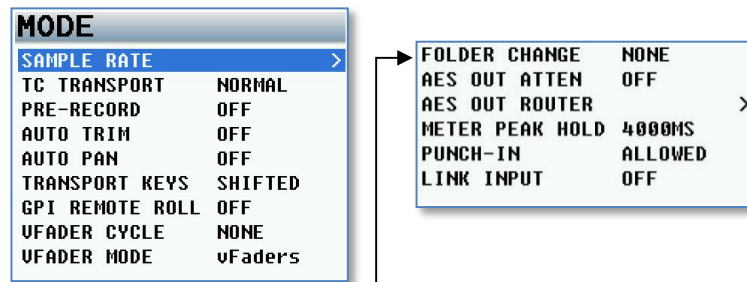 MODE
SAMPLE RATE >
TC TRANSPORT NORMAL
PRE-RECORD OFF
AUTO TRIM OFF
AUTO PAN OFF
TRANSPORT KEYS SHIFTED
GPI REMOTE ROLL OFF
VFADER CYCLE NONE
VFADER MODE vFaders
FOLDER CHANGE NONE
AES OUT ATTEN OFF
AES OUT ROUTER >
METER PEAK HOLD 4000MS
PUNCH-IN ALLOWED
LINK INPUT OFF